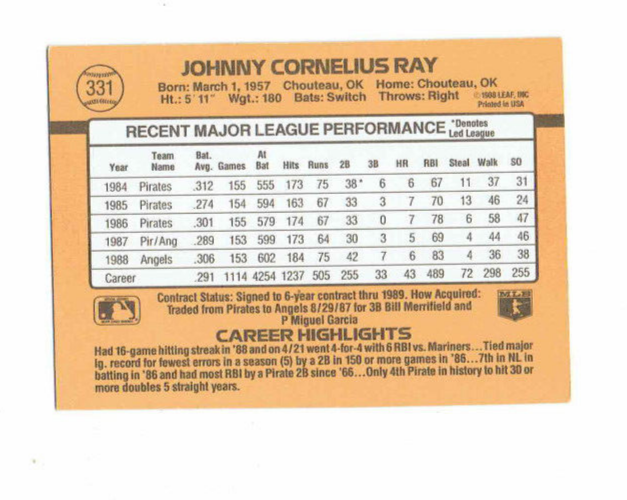 331
JOHNNY CORNELIUS RAY
Born: March 1, 1957 Chouteau, OK Home: Chouteau, OK
Ht.: 5' 11" Wgt.: 180 Bats: Switch Throws: Right © 1988 LEAF, INC
Printed in USA
RECENT MAJOR LEAGUE PERFORMANCE *Denotes
Led League
Team Bat. At
Year Name Avg. Games Bat Hits Runs 2B 3B HR RBI Steal Walk SO
1984 Pirates .312 155 555 173 75 38* 6 6 67 11 37 31
1985 Pirates .274 154 594 163 67 33 3 7 70 13 46 24
1986 Pirates .301 155 579 174 67 33 0 7 78 6 58 47
1987 Pir/Ang .289 153 599 173 64 30 3 5 69 4 44 46
1988 Angels .306 153 602 184 75 42 7 6 83 4 36 38
Career .291 1114 4254 1237 505 255 33 43 489 72 298 255
Contract Status: Signed to 6-year contract thru 1989. How Acquired:
Traded from Pirates to Angels 8/29/87 for 3B Bill Merrifield and
P Miguel Garcia
MLB
CAREER HIGHLIGHTS
Had 16-game hitting streak in '88 and on 4/21 went 4-for-4 with 6 RBI vs. Mariners...Tied major
lg. record for fewest errors in a season (5) by a 2B in 150 or more games in '86...7th in NL in
batting in '86 and had most RBI by a Pirate 2B since '66...Only 4th Pirate in history to hit 30 or
more doubles 5 straight years.